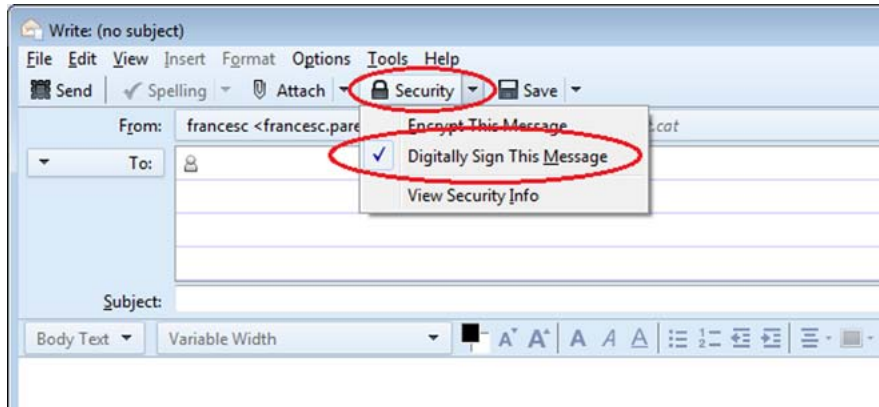 Write: (no subject)
File Edit View Insert Format Options Tools Help
Send Spelling Attach Security Save
From: francesc <francesc.pare .cat
Encrypt This Message
To: Digitally Sign This Message
View Security Info
Subject:
Body Text Variable Width